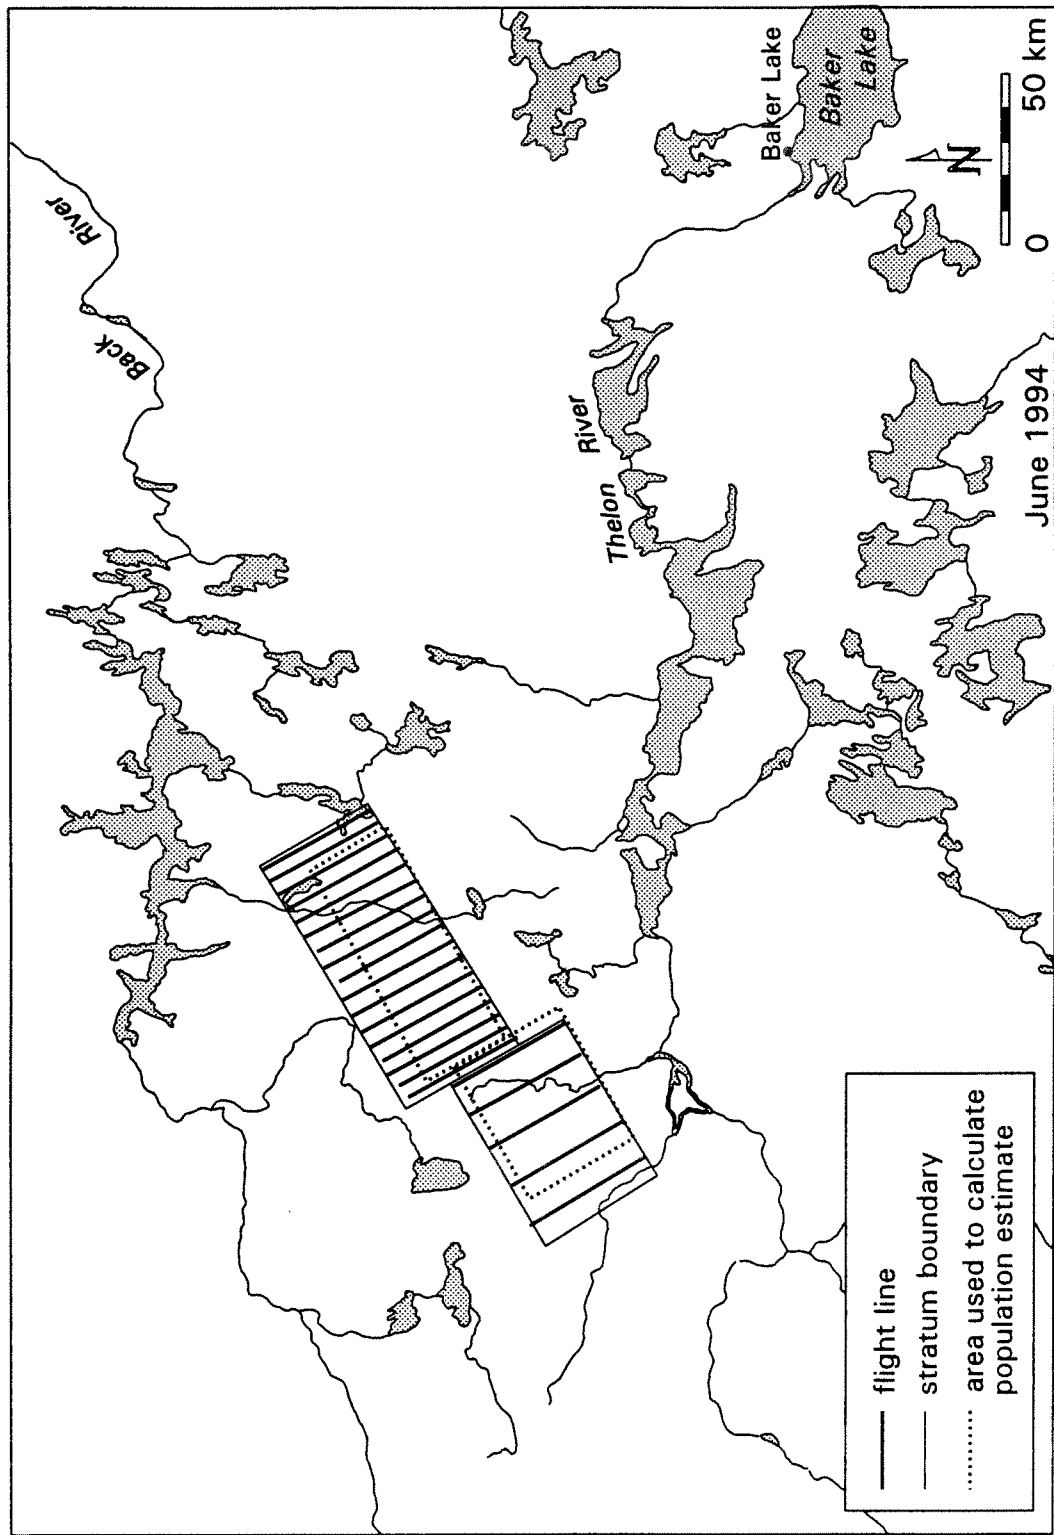 Back River
Thelon River
Baker Lake
Baker
Lake
N
0 50 km
June 1994
flight line
stratum boundary
area used to calculate
population estimate